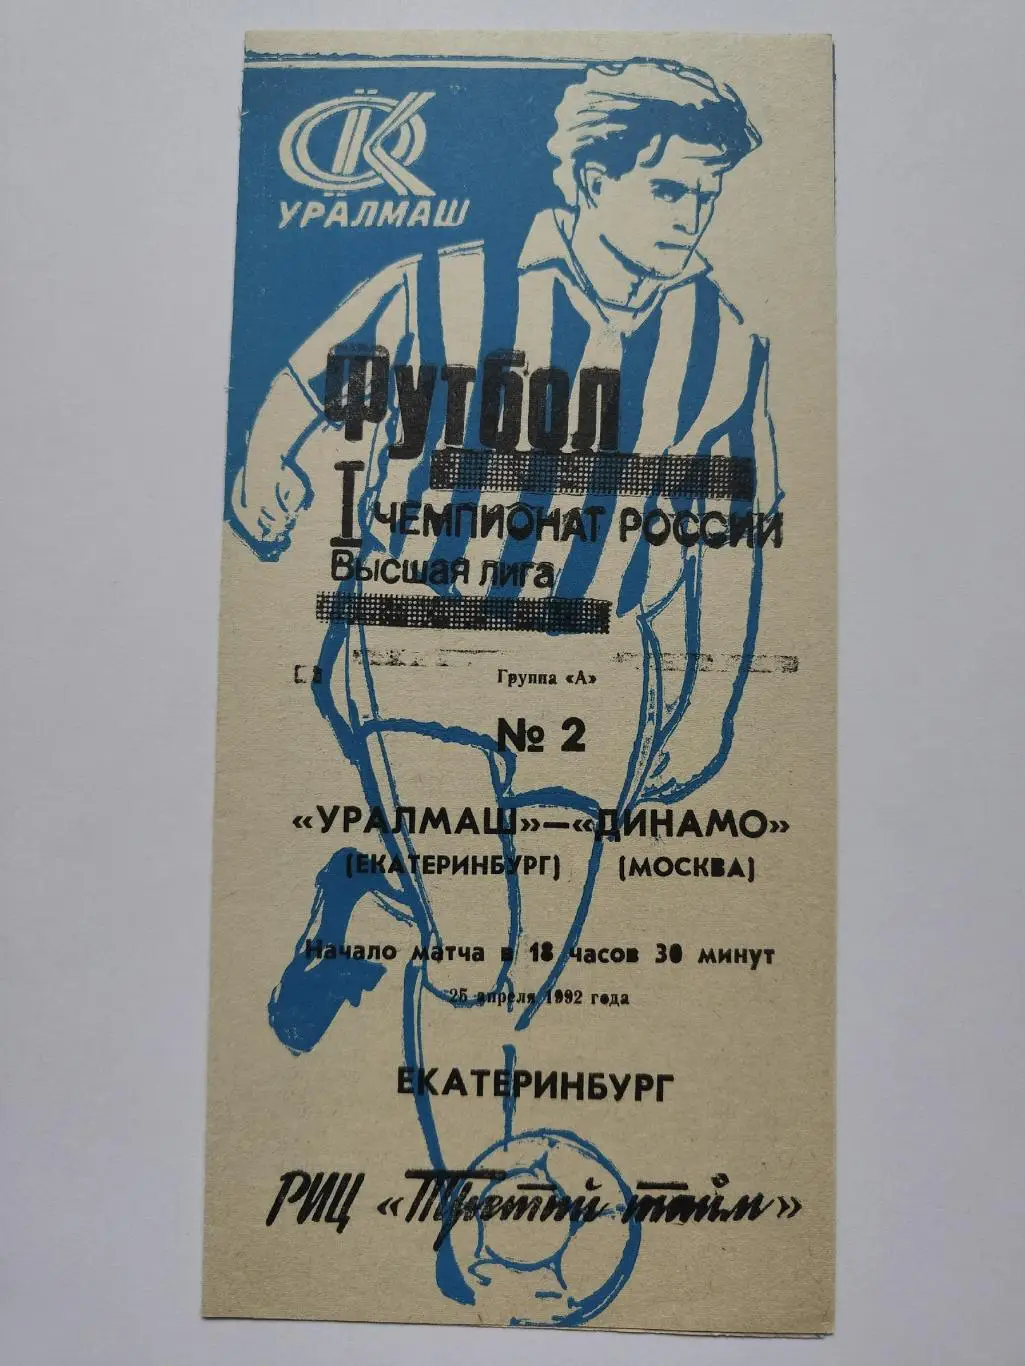 УРАЛМАШ
Футбол
I ЧЕМПИОНАТ РОССИИ
Высшая лига
Группа «А»
№ 2
«УРАЛМАШ»—«ДИНАМО»
(ЕКАТЕРИНБУРГ) (МОСКВА)
Начало матча в 18 часов 30 минут
25 апреля 1992 года
ЕКАТЕРИНБУРГ
РИЦ «Третий тайм»